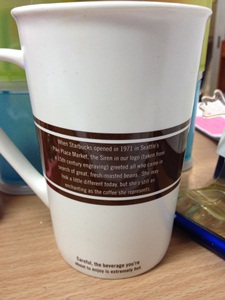 When Starbucks opened in 1971 in Seattle's
Pike Place Market, the Siren in our logo (taken from
a 15th century engraving) greeted all who came in
search of great, fresh-roasted beans. She may
look a little different today, but she's still as
enchanting as the coffee she represents.
Careful, the beverage you're
about to enjoy is extremely hot.